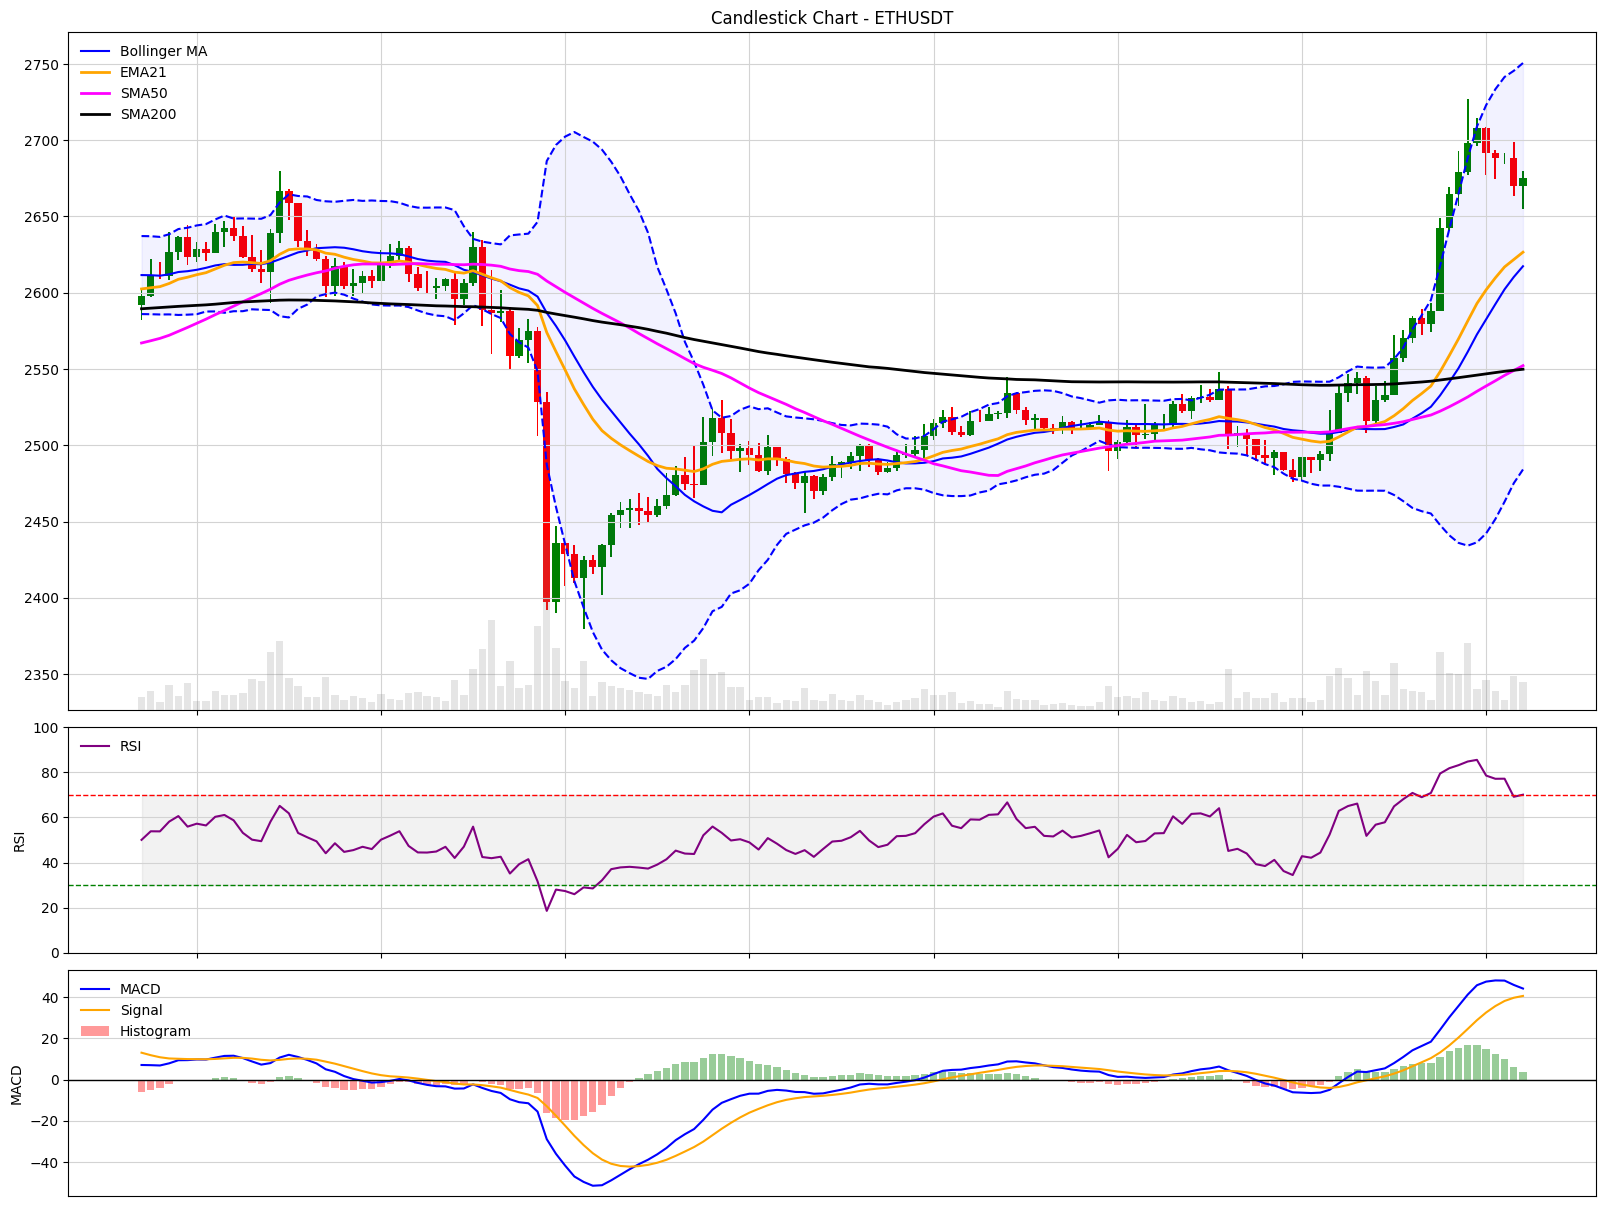 Candlestick Chart - ETHUSDT
Bollinger MA
EMA21
SMA50
SMA200
2750
2700
2650
2600
2550
2500
2450
2400
2350
RSI
100
80
60
40
20
0
RSI
MACD
Signal
Histogram
40
20
0
−20
−40
MACD